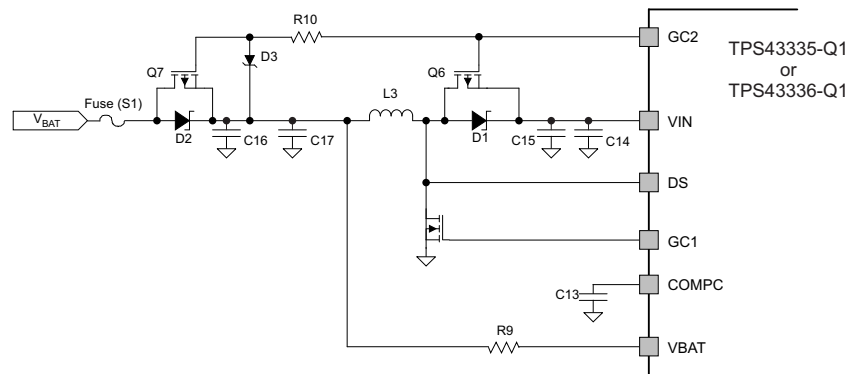 R10
GC2
TPS43335-Q1
or
TPS43336-Q1
D3
Q7
Q6
L3
Fuse (S1)
VBAT
VIN
D2
C16
C17
D1
C15
C14
DS
GC1
COMPC
C13
R9
VBAT